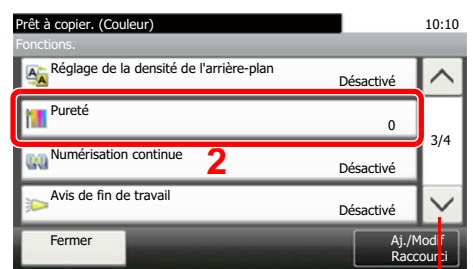 Prêt à copier. (Couleur) 10:10
Fonctions.
Réglage de la densité de l'arrière-plan
Désactivé
Pureté
0
3/4
Numérisation continue
2
Désactivé
Avis de fin de travail
Désactivé
Fermer
Aj./Modif
Raccourci